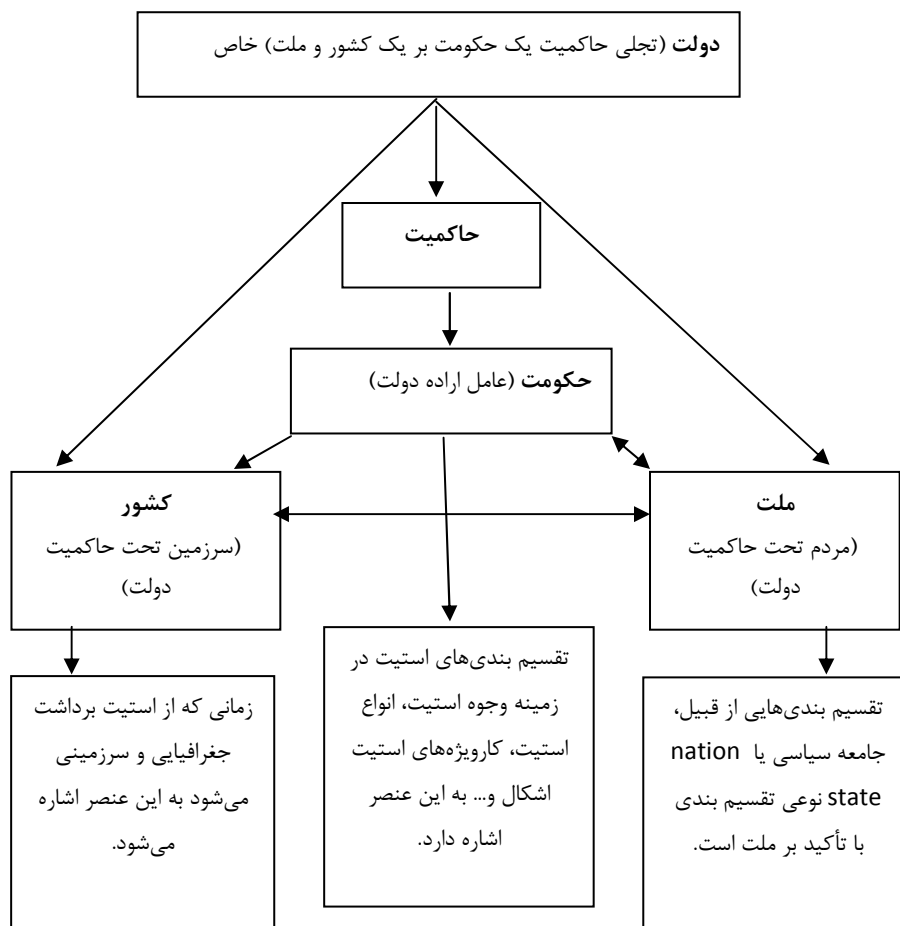 دولت (تجلی حاکمیت یک حکومت بر یک کشور و ملت) خاص
حاکمیت
حکومت (عامل اراده دولت)
ملت
(مردم تحت حاکمیت
دولت)
کشور
(سرزمین تحت حاکمیت
دولت)
تقسیم بندی‌هایی از قبیل،
جامعه سیاسی یا nation
state نوعی تقسیم بندی
با تأکید بر ملت است.
تقسیم بندی‌های استیت در
زمینه وجوه استیت، انواع
استیت، کارویژه‌های استیت
اشکال و... به این عنصر
اشاره دارد.
زمانی که از استیت برداشت
جغرافیایی و سرزمینی
می‌شود به این عنصر اشاره
می‌شود.